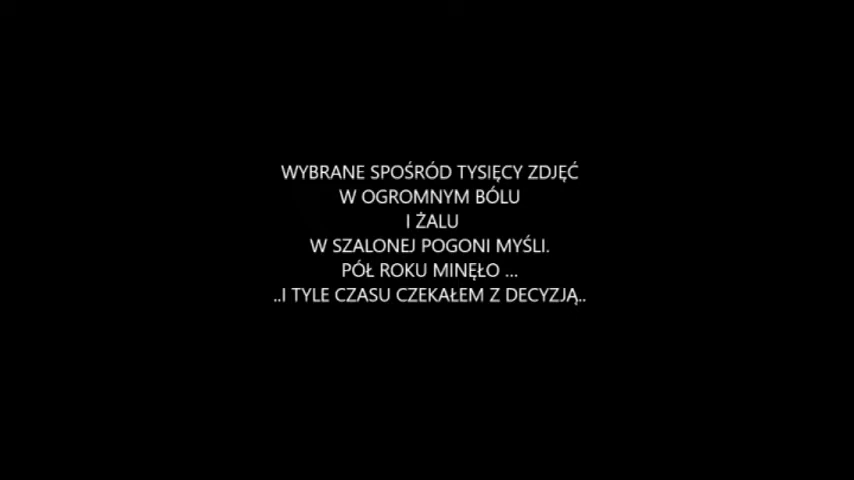 WYBRANE SPOŚRÓD TYSIĘCY ZDJĘĆ
W OGROMNYM BÓLU
I ŻALU
W SZALONEJ POGONI MYŚLI.
PÓŁ ROKU MINĘŁO ...
..I TYLE CZASU CZEKAŁEM Z DECYZJĄ..